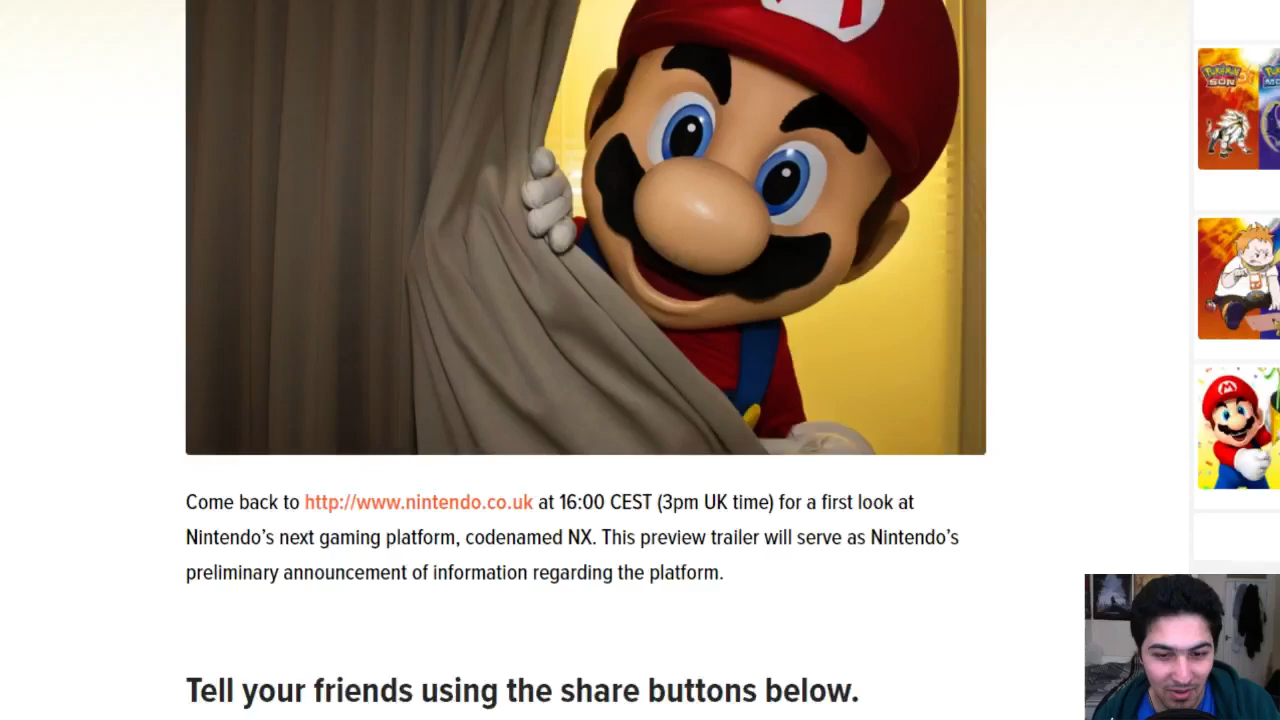 Come back to http://www.nintendo.co.uk at 16:00 CEST (3pm UK time) for a first look at
Nintendo’s next gaming platform, codenamed NX. This preview trailer will serve as Nintendo’s
preliminary announcement of information regarding the platform.
Tell your friends using the share buttons below.
POKÉMON
SUN